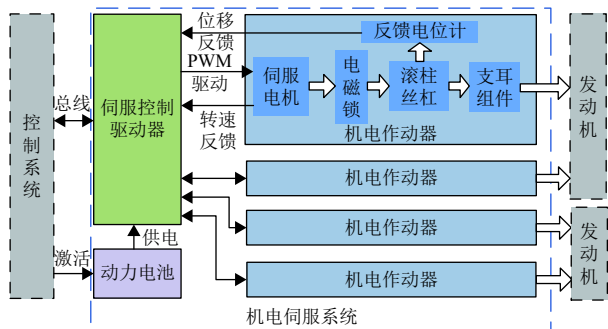 控制系统
总线
激活
伺服控制
驱动器
供电
动力电池
位移
反馈
PWM
驱动
转速
反馈
反馈电位计
伺服
电机
电磁锁
滚柱
丝杠
支耳
组件
机电作动器
机电作动器
机电作动器
机电作动器
机电伺服系统
发动机
发动机